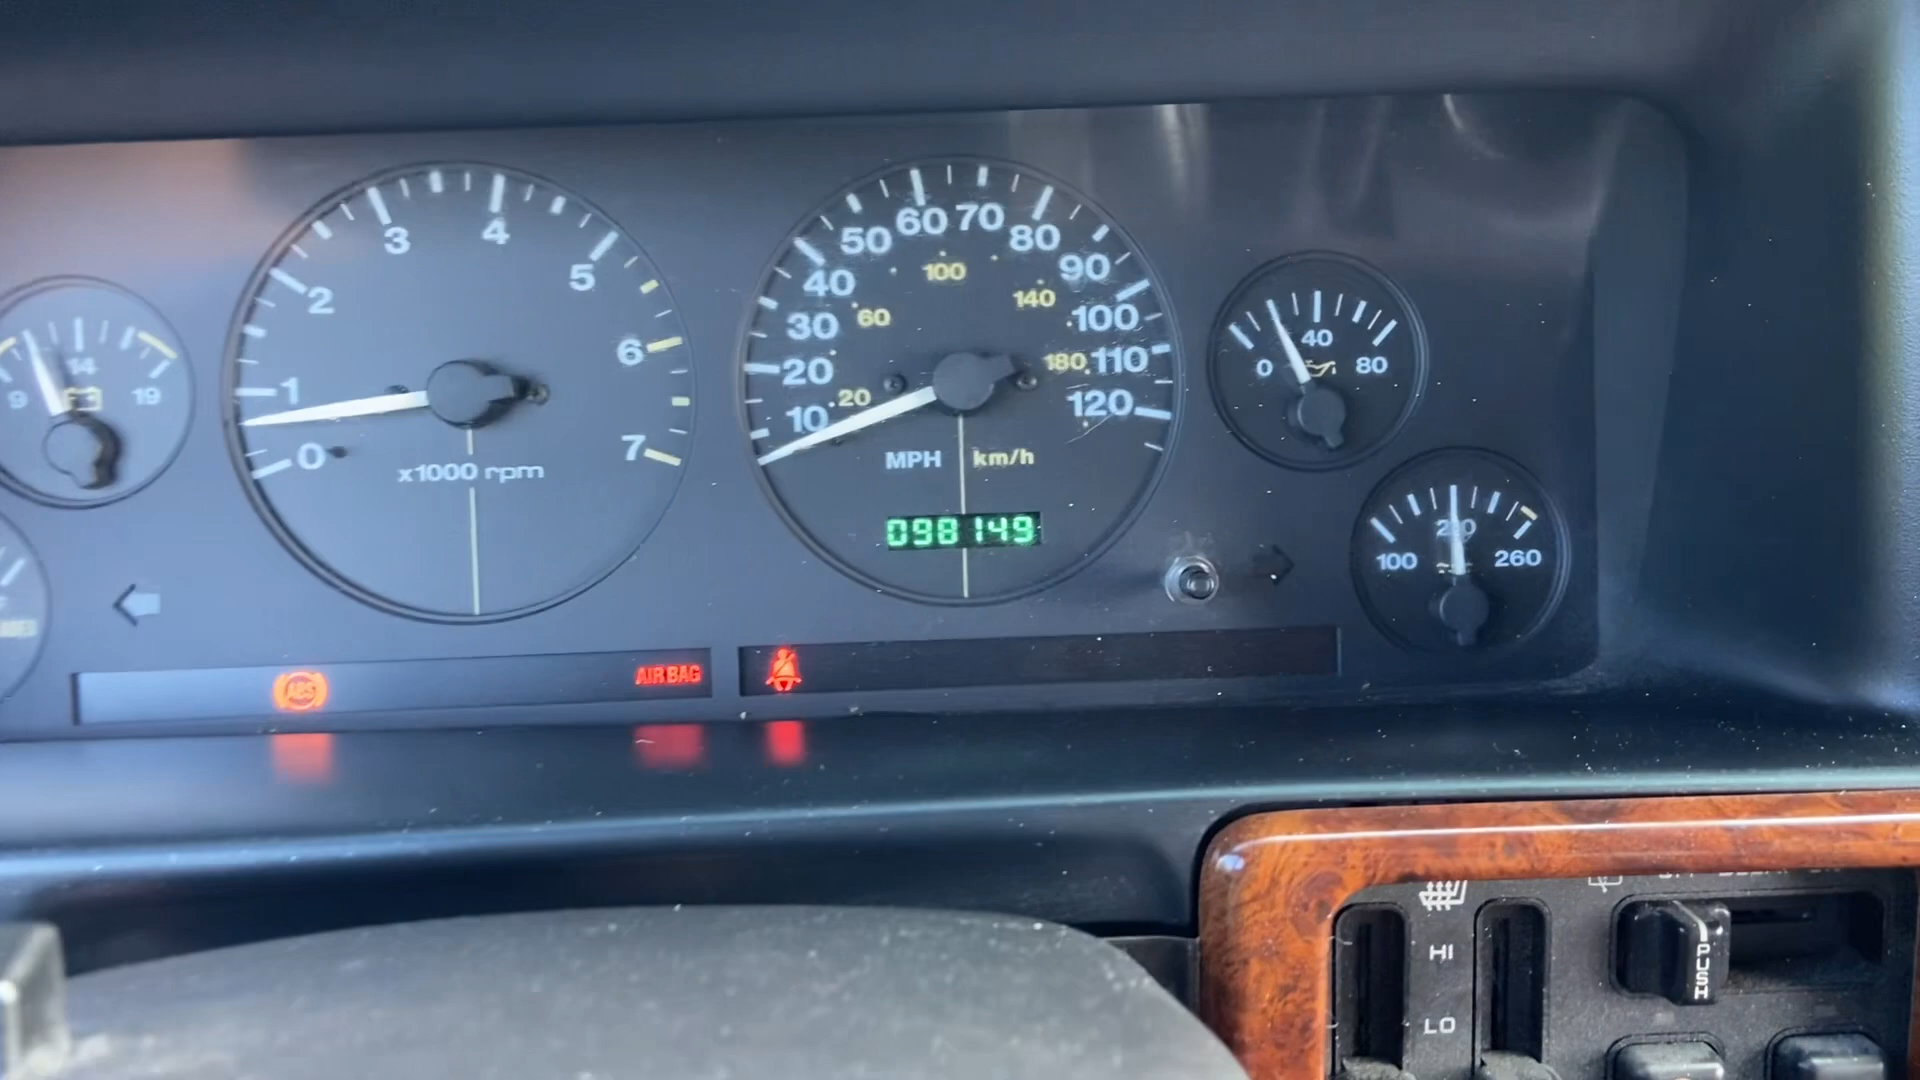 9 14 19
0 1 2 3 4 5 6 7
x1000 rpm
10 20 30 40 50 60 70 80 90 100 110 120
20 60 100 140 180
MPH km/h
098149
0 40 80
100 210 260
ABS
AIR BAG
HI
LO
PUSH